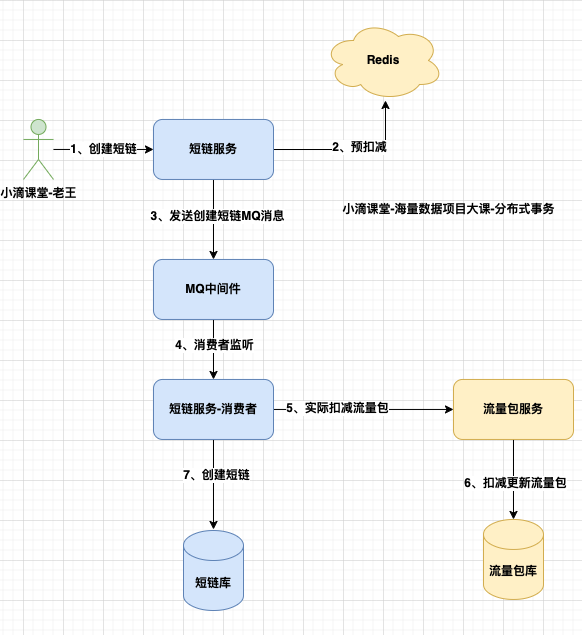 Redis
1、创建短链
短链服务
2、预扣减
小滴课堂-老王
小滴课堂-海量数据项目大课-分布式事务
3、发送创建短链MQ消息
MQ中间件
4、消费者监听
短链服务-消费者
5、实际扣减流量包
流量包服务
7、创建短链
6、扣减更新流量包
短链库
流量包库